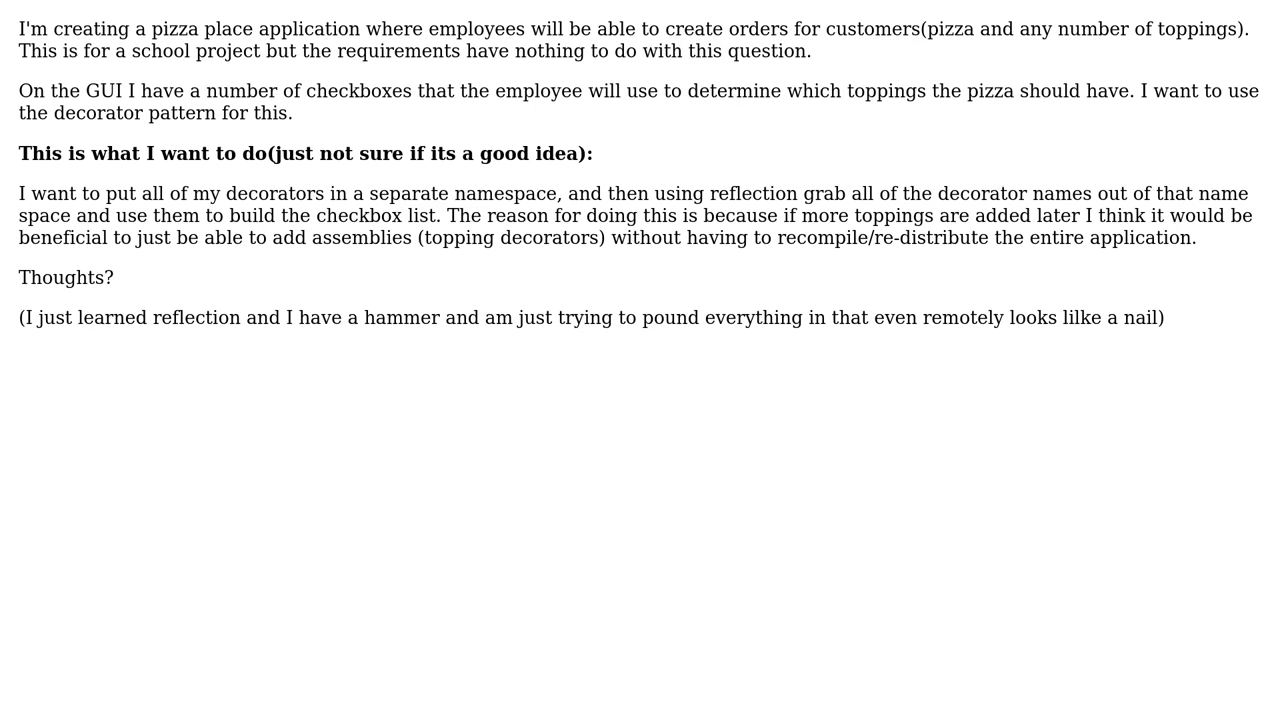 I'm creating a pizza place application where employees will be able to create orders for customers(pizza and any number of toppings).
This is for a school project but the requirements have nothing to do with this question.
On the GUI I have a number of checkboxes that the employee will use to determine which toppings the pizza should have. I want to use
the decorator pattern for this.
This is what I want to do(just not sure if its a good idea):
I want to put all of my decorators in a separate namespace, and then using reflection grab all of the decorator names out of that name
space and use them to build the checkbox list. The reason for doing this is because if more toppings are added later I think it would be
beneficial to just be able to add assemblies (topping decorators) without having to recompile/re-distribute the entire application.
Thoughts?
(I just learned reflection and I have a hammer and am just trying to pound everything in that even remotely looks lilke a nail)